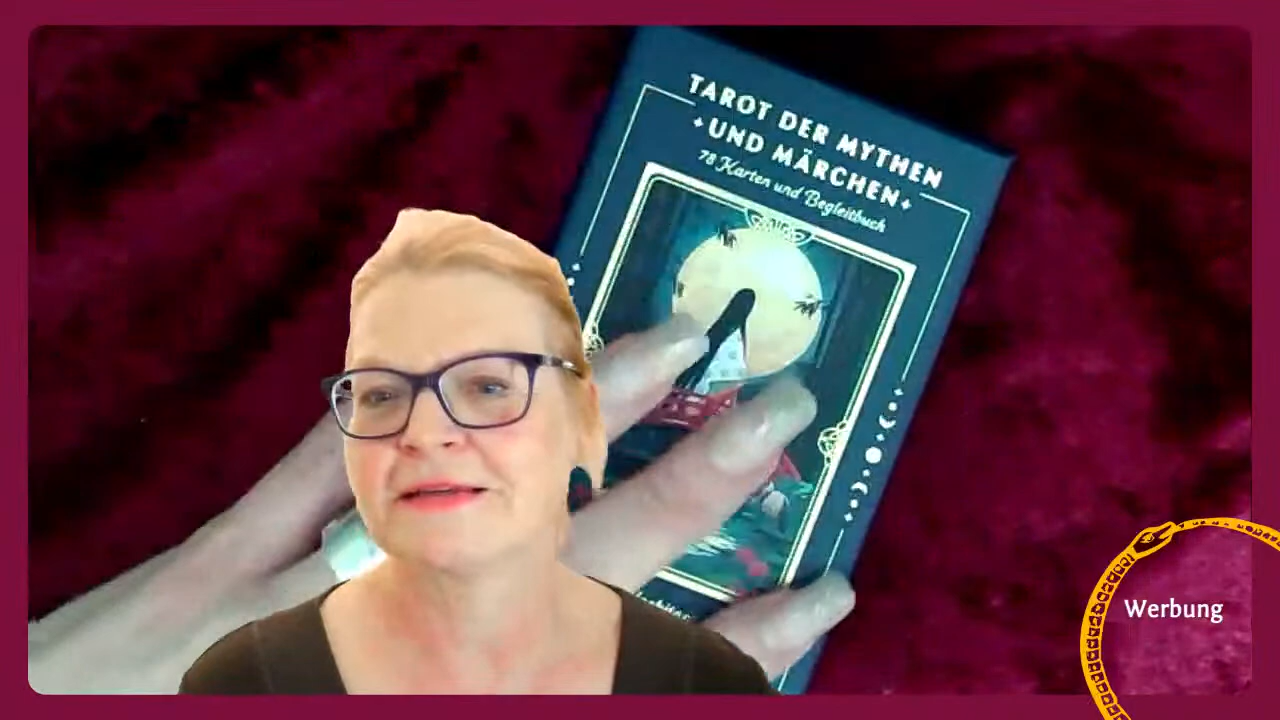 TAROT DER MYTHEN
UND MÄRCHEN
78 Karten und Begleitbuch
Werbung